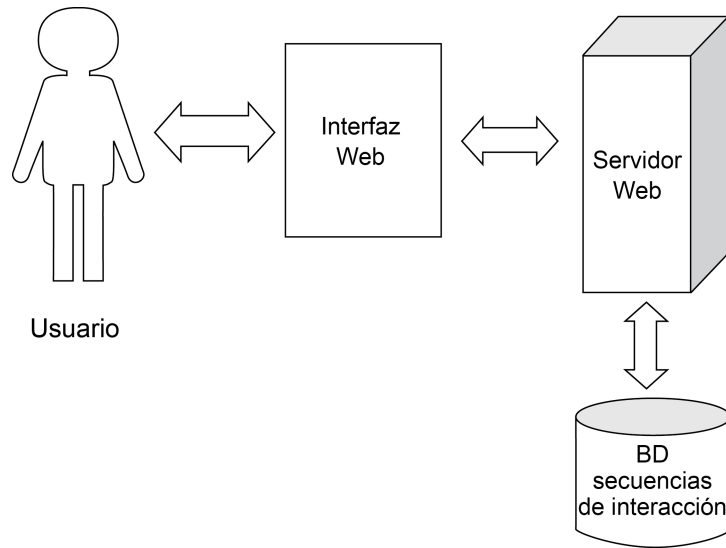 Interfaz
Web
Servidor
Web
Usuario
BD
secuencias
de interacción